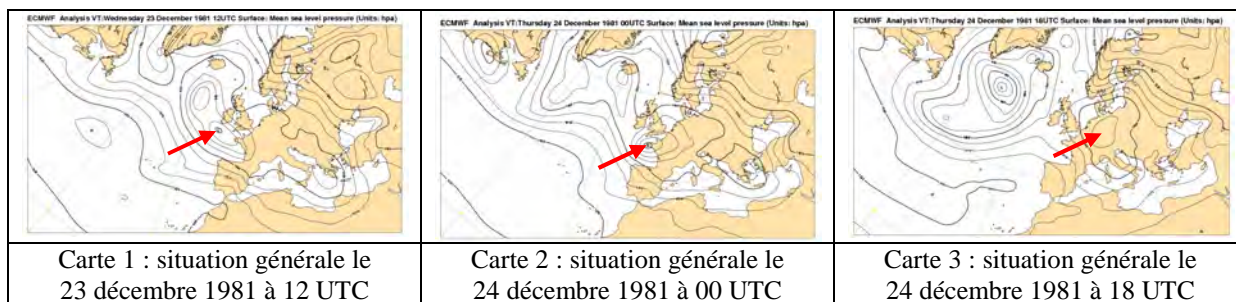 ECMWF Analysis VT:Wednesday 23 December 1981 12UTC Surface: Mean sea level pressure (Units: hpa)
ECMWF Analysis VT:Thursday 24 December 1981 00UTC Surface: Mean sea level pressure (Units: hpa)
ECMWF Analysis VT:Thursday 24 December 1981 18UTC Surface: Mean sea level pressure (Units: hpa)
Carte 1 : situation générale le
23 décembre 1981 à 12 UTC
Carte 2 : situation générale le
24 décembre 1981 à 00 UTC
Carte 3 : situation générale le
24 décembre 1981 à 18 UTC